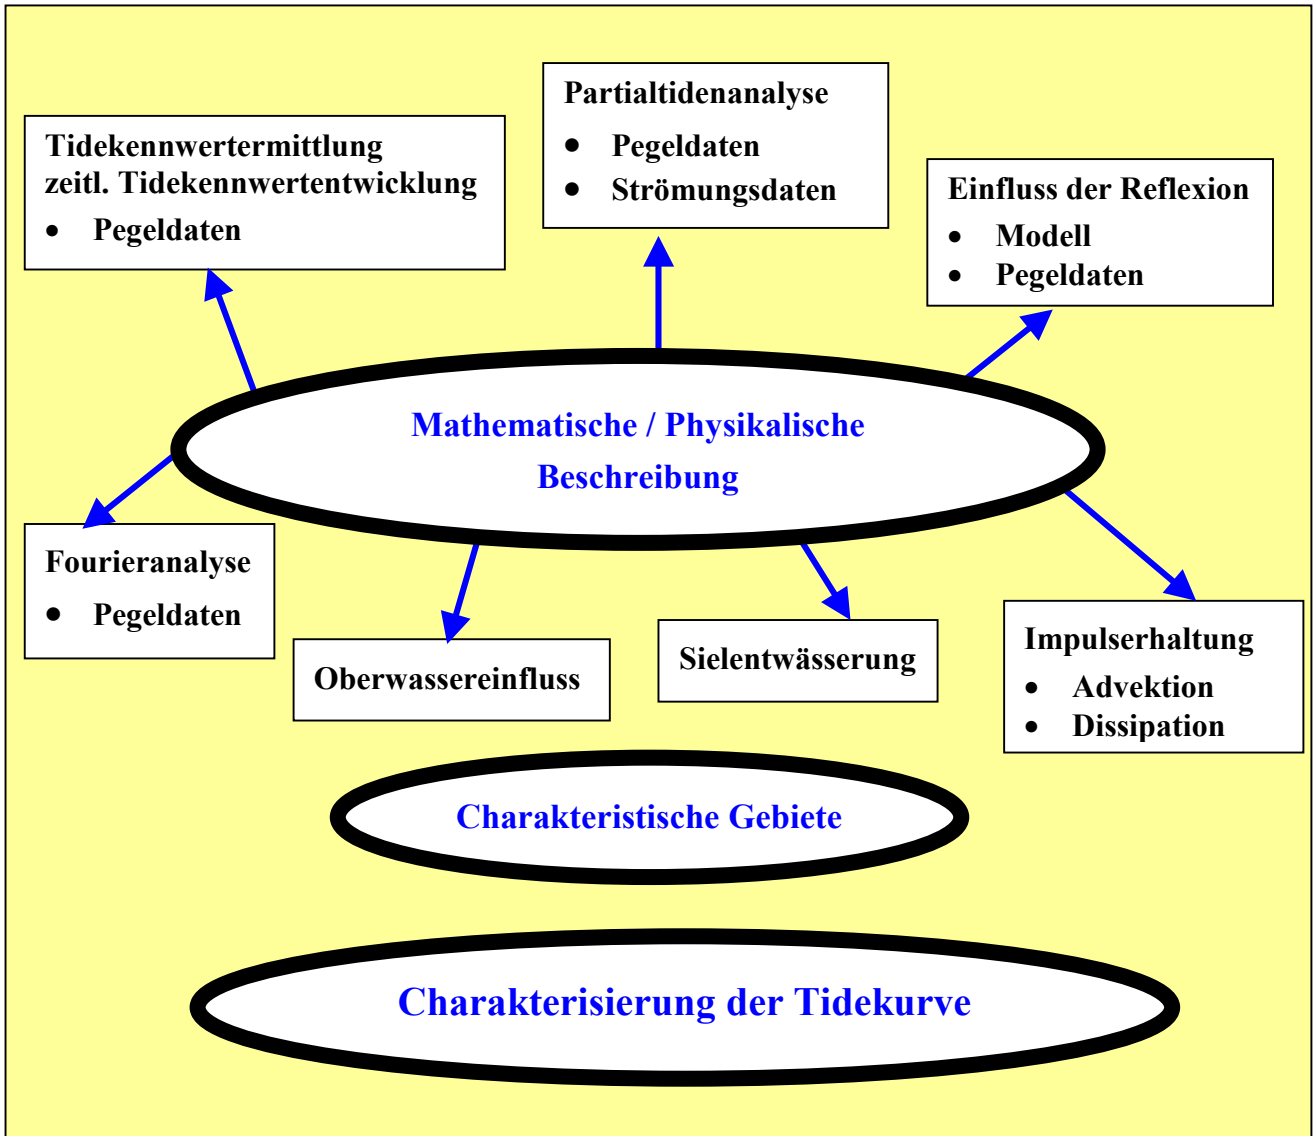 Partialtidenanalyse
• Pegeldaten
• Strömungsdaten
Tidekennwertermittlung
zeitl. Tidekennwertentwicklung
• Pegeldaten
Einfluss der Reflexion
• Modell
• Pegeldaten
Mathematische / Physikalische
Beschreibung
Fourieranalyse
• Pegeldaten
Oberwassereinfluss
Sielentwässerung
Impulserhaltung
• Advektion
• Dissipation
Charakteristische Gebiete
Charakterisierung der Tidekurve